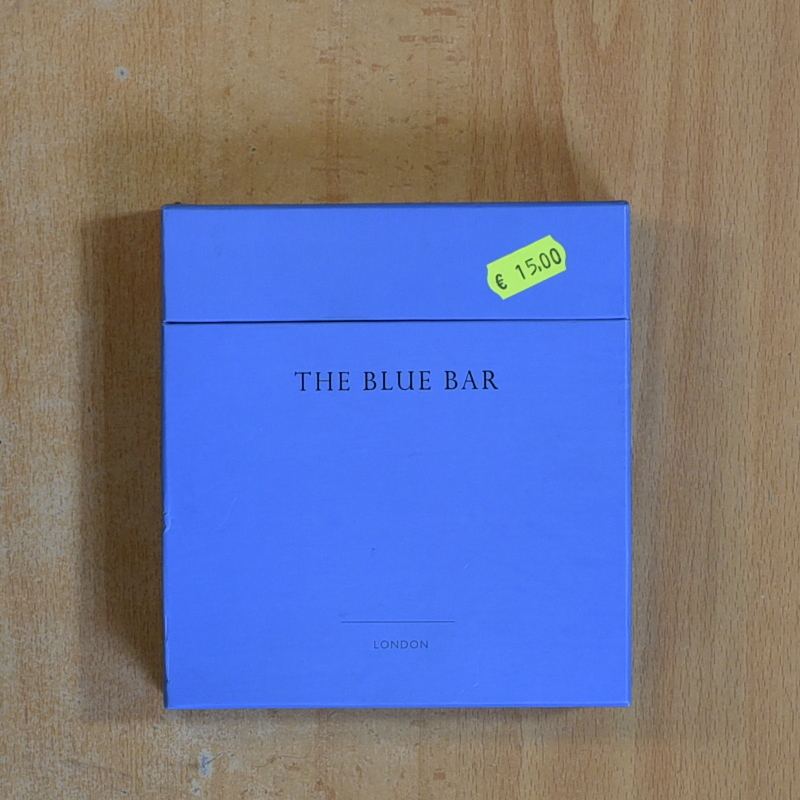 € 15,00
THE BLUE BAR
LONDON